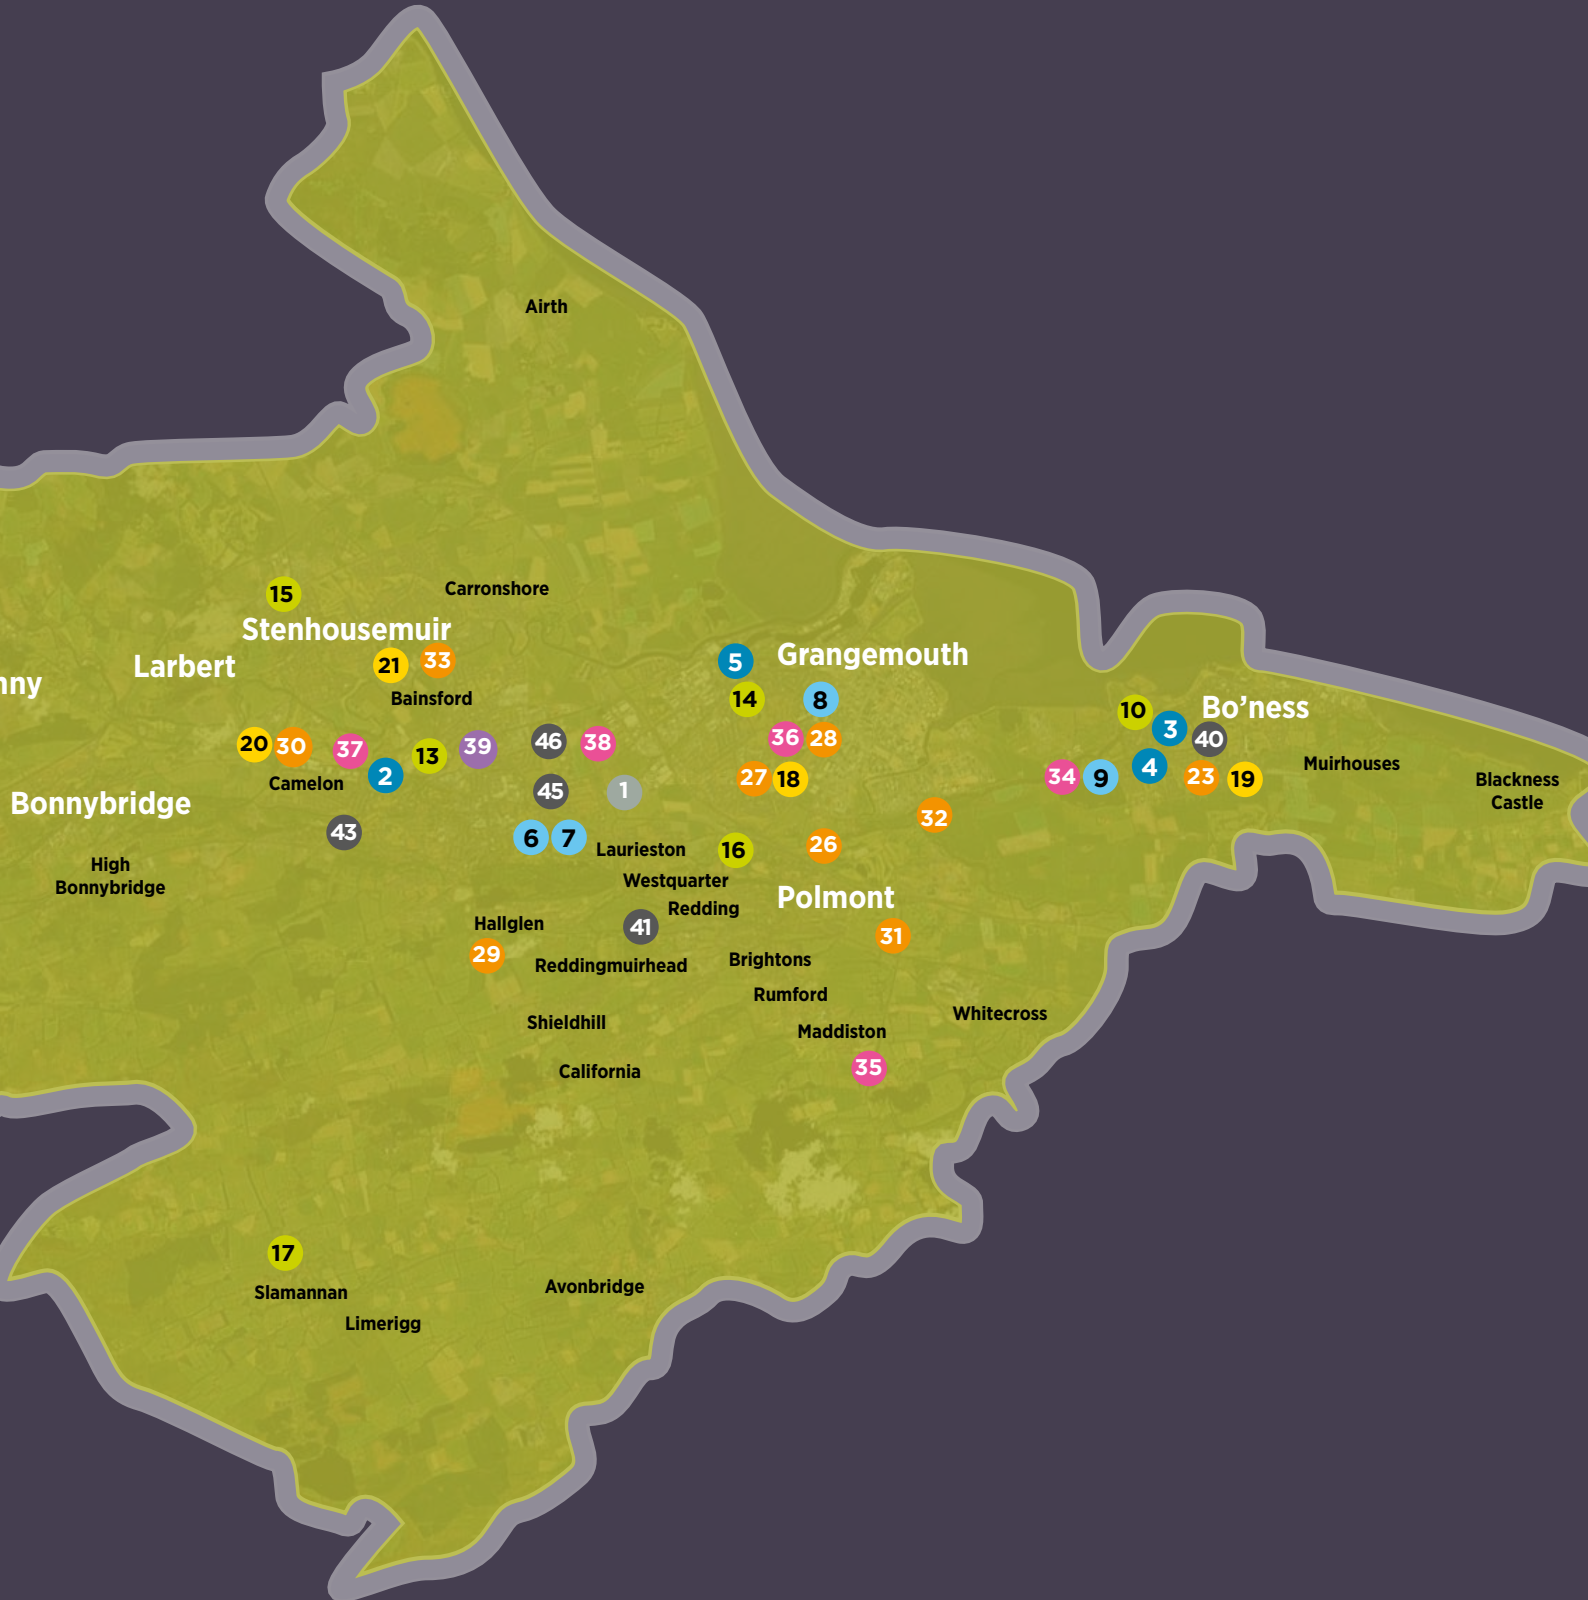 Airth
Carronshore
15
Stenhousemuir
Larbert
21
33
Bainsford
nny
5
Grangemouth
14
8
10
Bo’ness
3
40
20
30
37
2
13
39
46
38
36
28
Camelon
27
18
34
9
4
23
19
Muirhouses
Blackness
Castle
Bonnybridge
45
1
43
6
7
Laurieston
16
26
32
High
Bonnybridge
Westquarter
Redding
Polmont
Hallglen
41
31
29
Reddingmuirhead
Brightons
Rumford
Shieldhill
Whitecross
Maddiston
California
35
17
Slamannan
Avonbridge
Limerigg